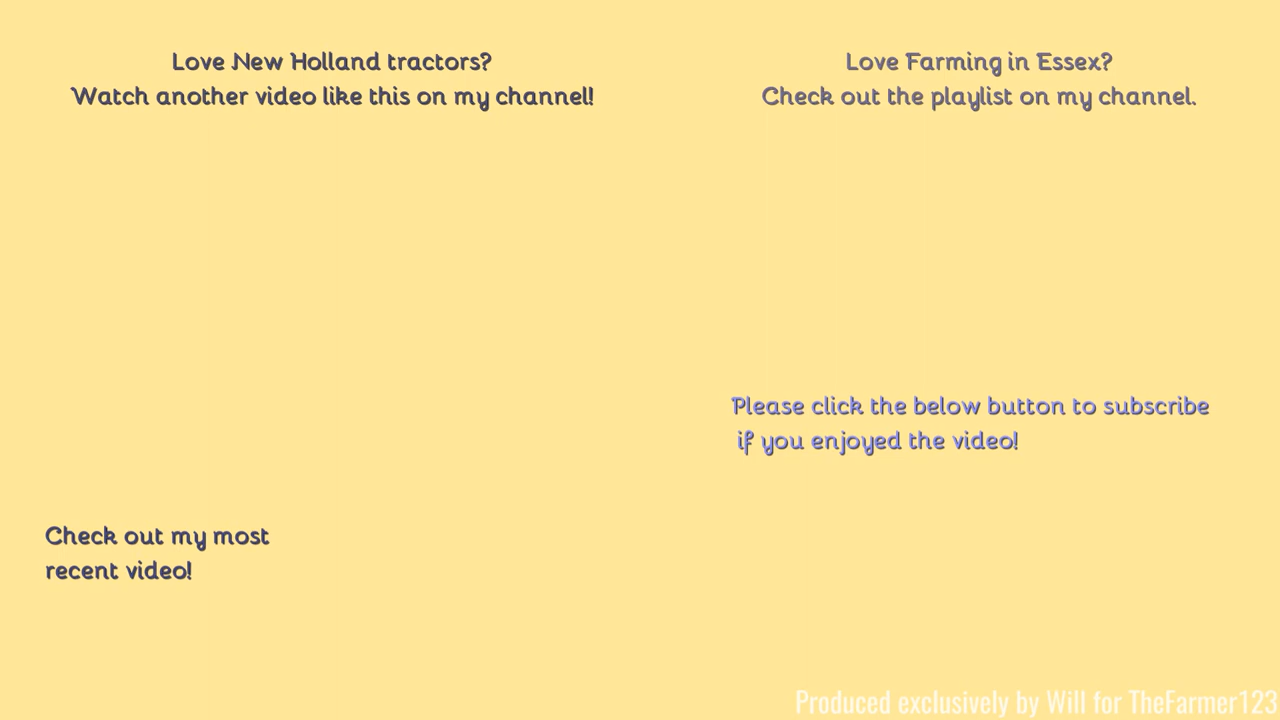 Love New Holland tractors?
Watch another video like this on my channel!
Love Farming in Essex?
Check out the playlist on my channel.
Please click the below button to subscribe
if you enjoyed the video!
Check out my most
recent video!
Produced exclusively by Will for TheFarmer123